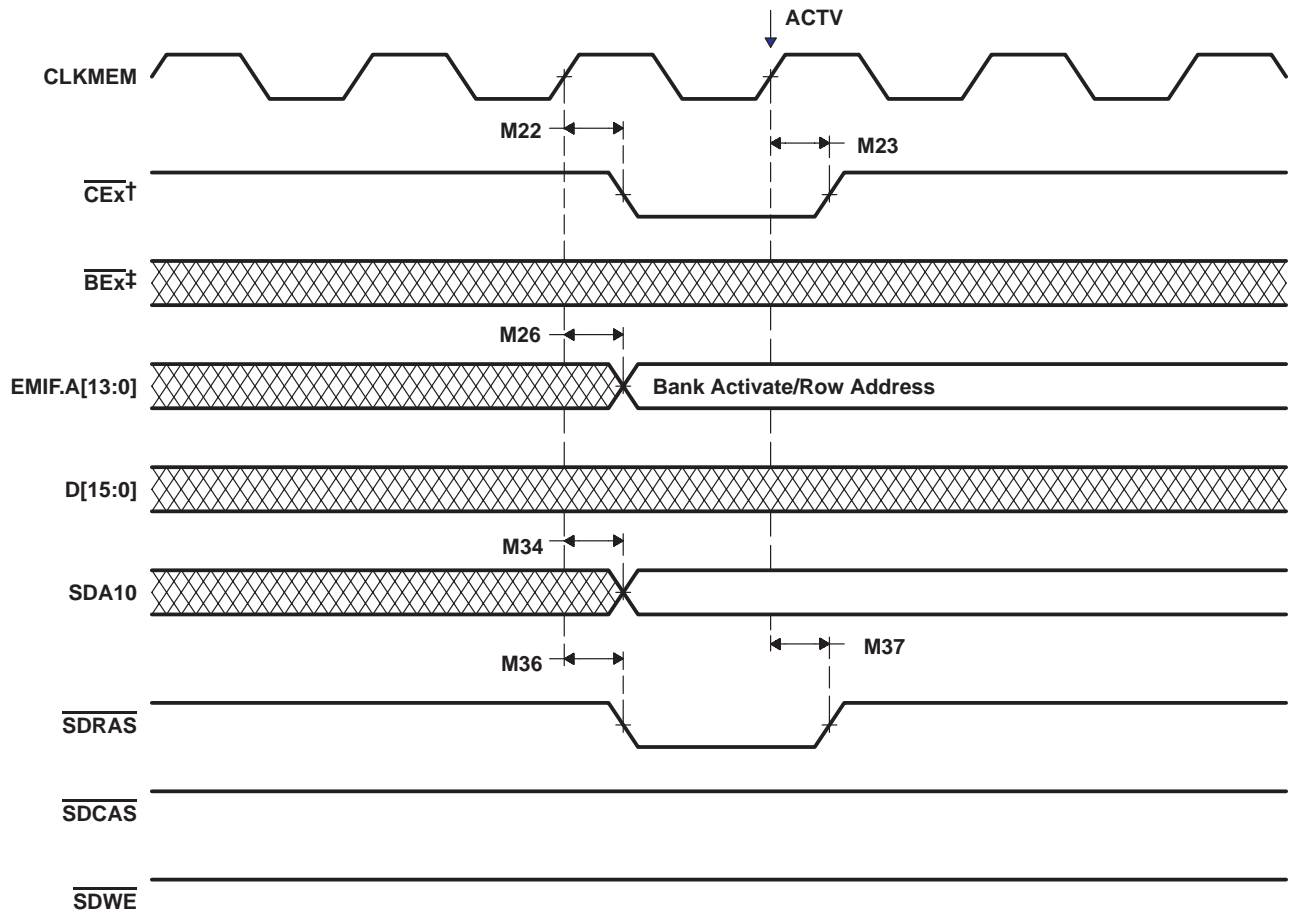 ACTV
CLKMEM
M22
M23
CEx†
BEx‡
M26
EMIF.A[13:0]
Bank Activate/Row Address
D[15:0]
M34
SDA10
M37
M36
SDRAS
SDCAS
SDWE